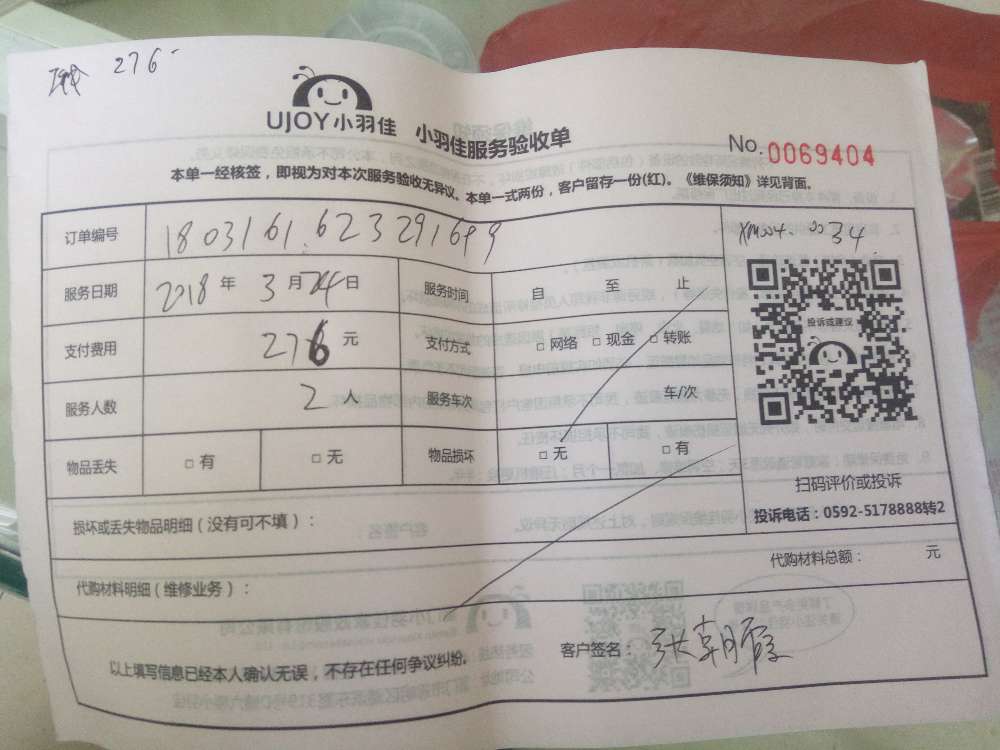 276
UJOY小羽佳 小羽佳服务验收单
No. 0069404
本单一经核签，即视为对本次服务验收无异议。本单一式两份，客户留存一份(红)。《维保须知》详见背面。
订单编号
服务日期 2018 年 3 月 24 日 服务时间 自 至 止
支付费用 276 元 支付方式 □ 网络 □ 现金 □ 转账
服务人数 2 人 服务车次 车/次
物品丢失 □ 有 □ 无 物品损坏 □ 无 □ 有
投诉或建议
扫码评价或投诉
投诉电话：0592-5178888转2
损坏或丢失物品明细（没有可不填）：
代购材料明细（维修业务）： 代购材料总额： 元
以上填写信息已经本人确认无误，不存在任何争议纠纷。 客户签名：张朝霞